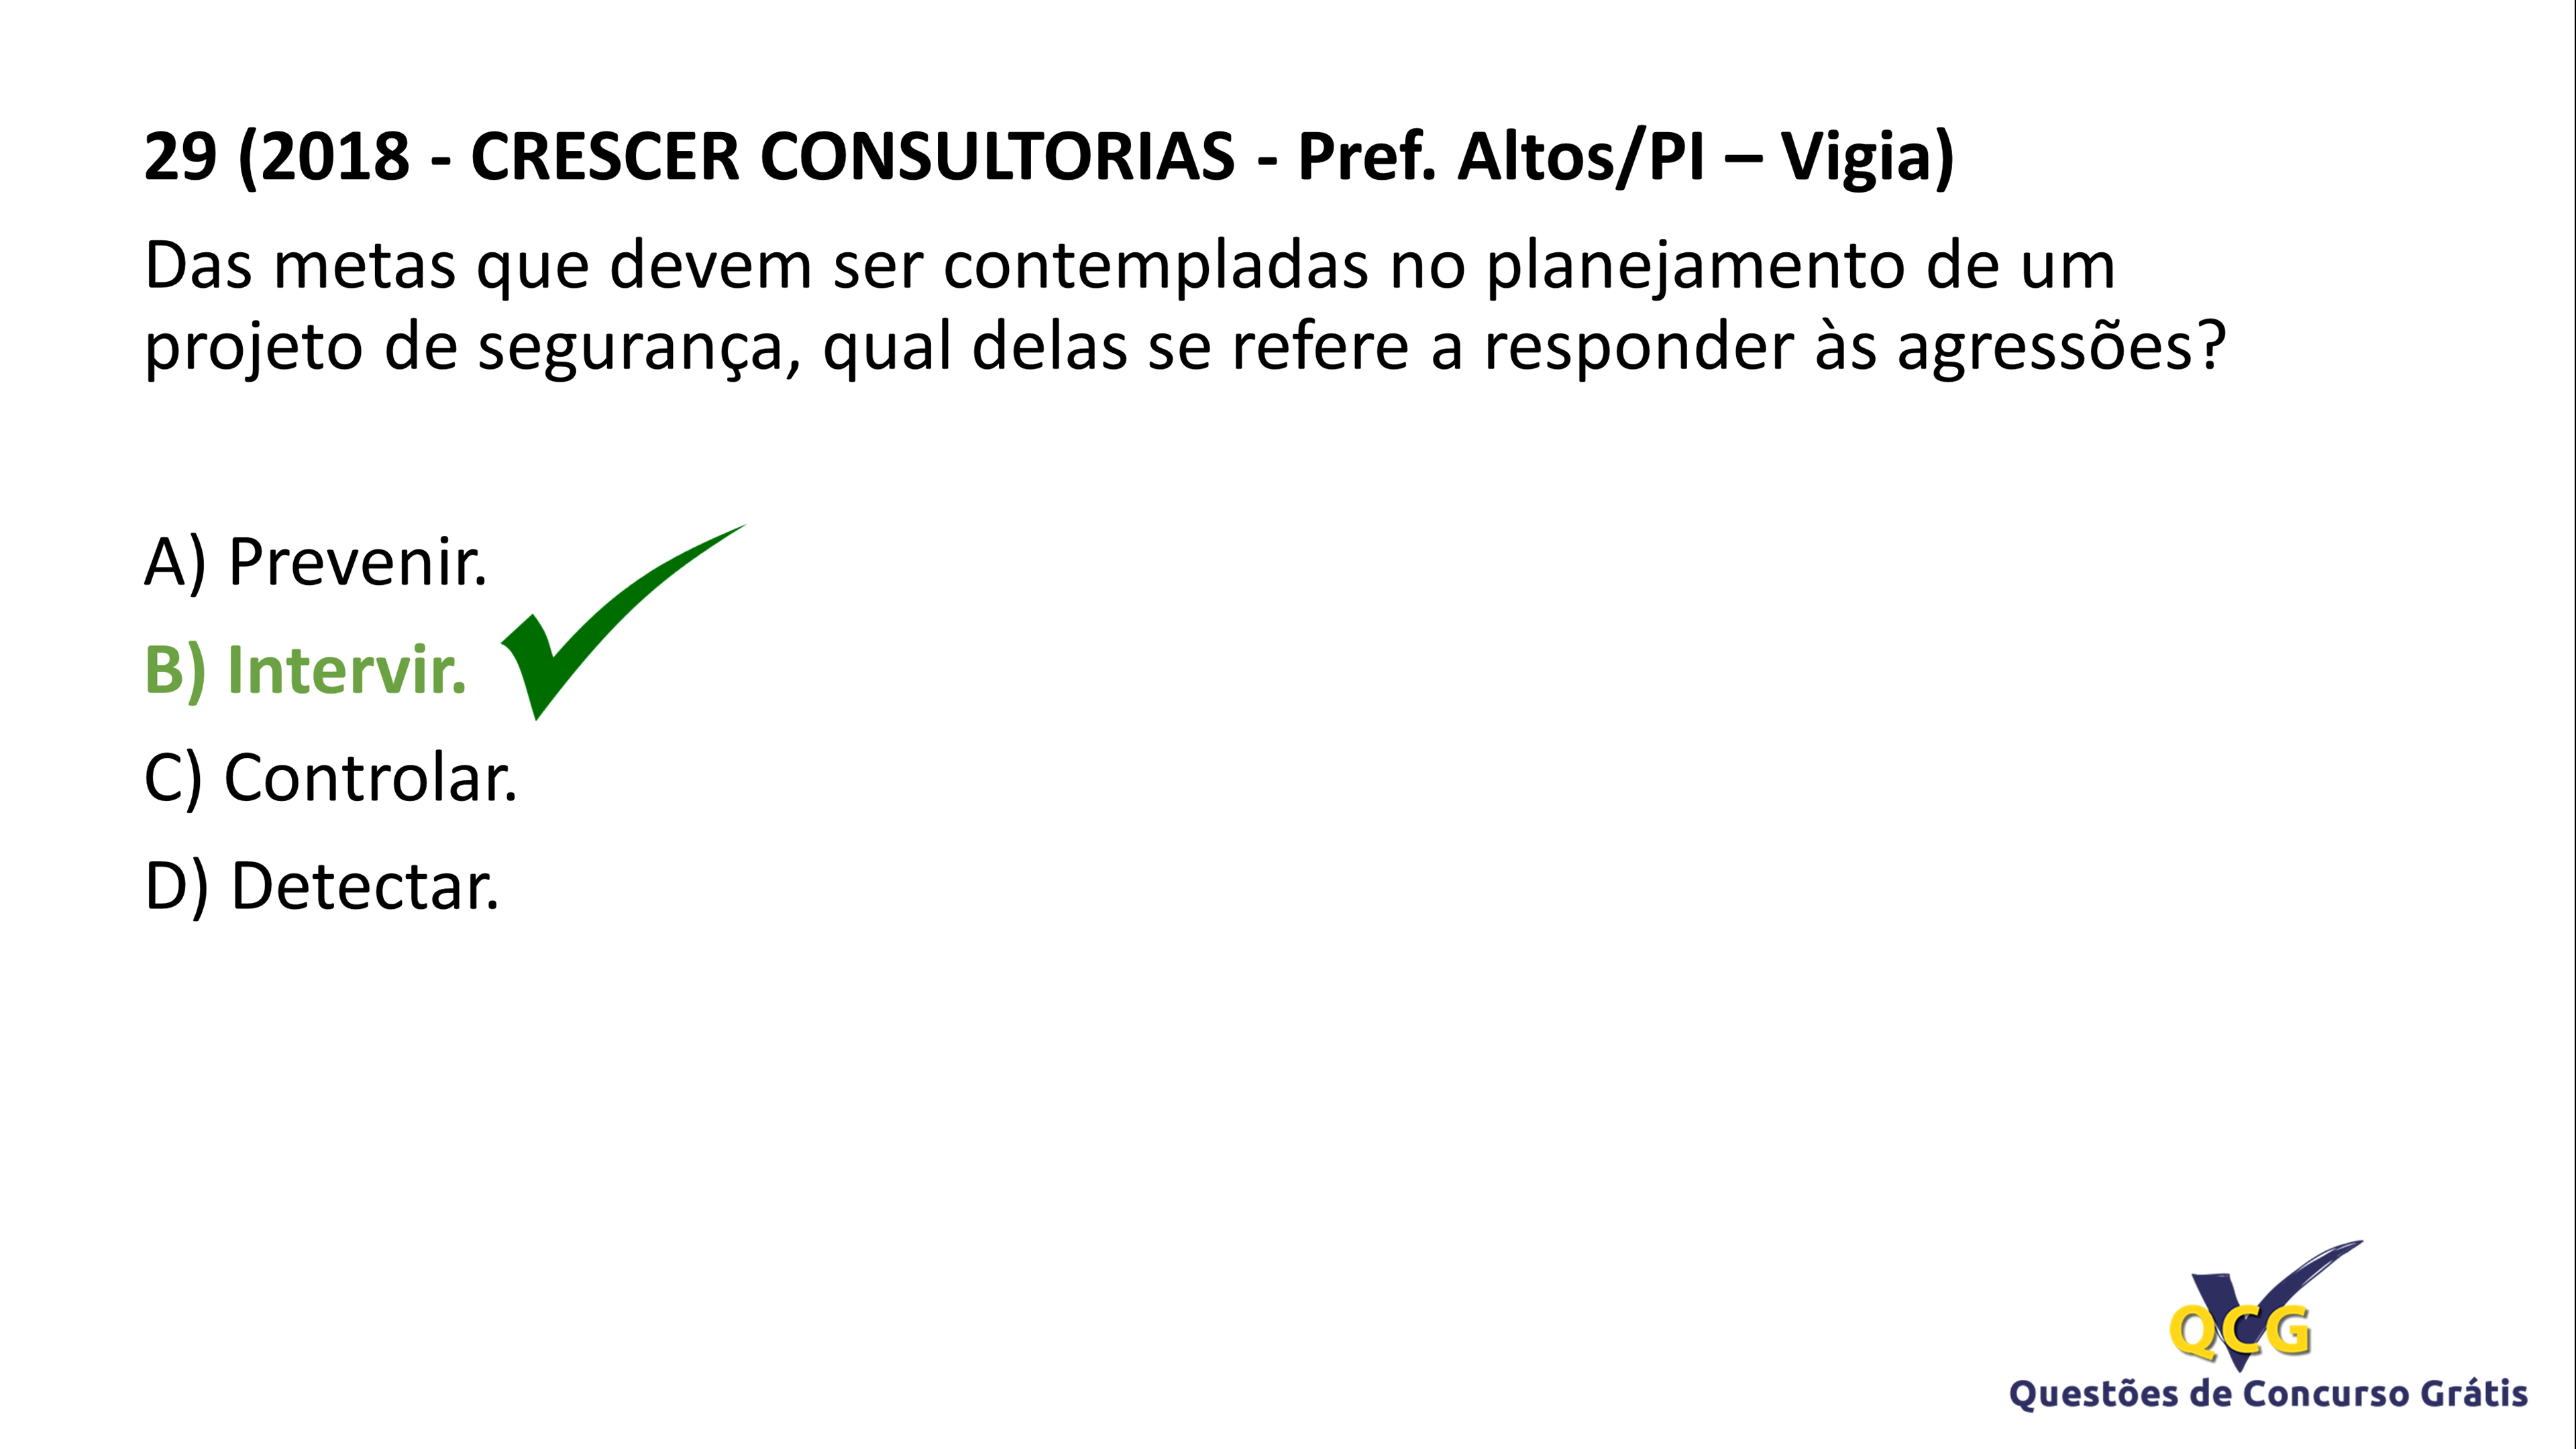 29 (2018 - CRESCER CONSULTORIAS - Pref. Altos/PI – Vigia)
Das metas que devem ser contempladas no planejamento de um
projeto de segurança, qual delas se refere a responder às agressões?
A) Prevenir.
B) Intervir.
C) Controlar.
D) Detectar.
QCG
Questões de Concurso Grátis